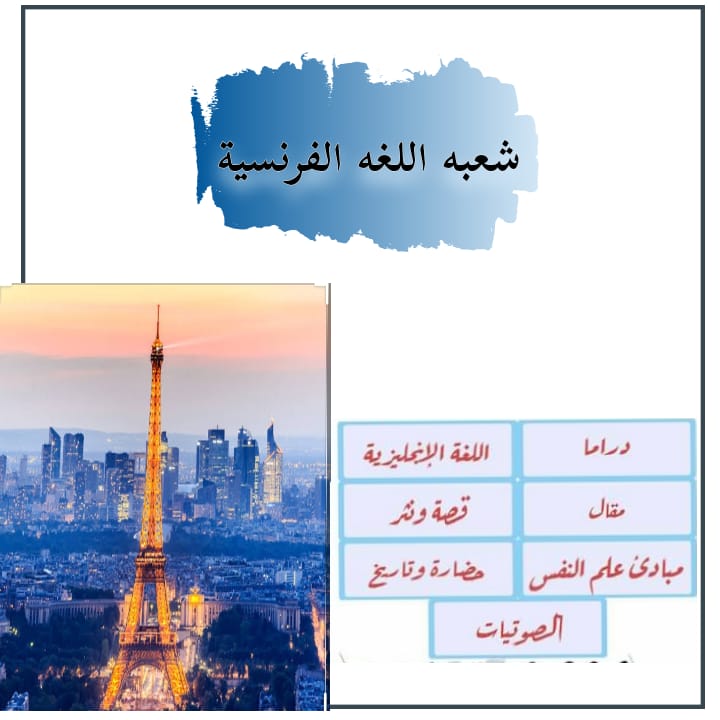 شعبه اللغه الفرنسية
دراما
اللغة الإنجليزية
مقال
قصة ونثر
مبادئ علم النفس
حضارة وتاريخ
الصوتيات